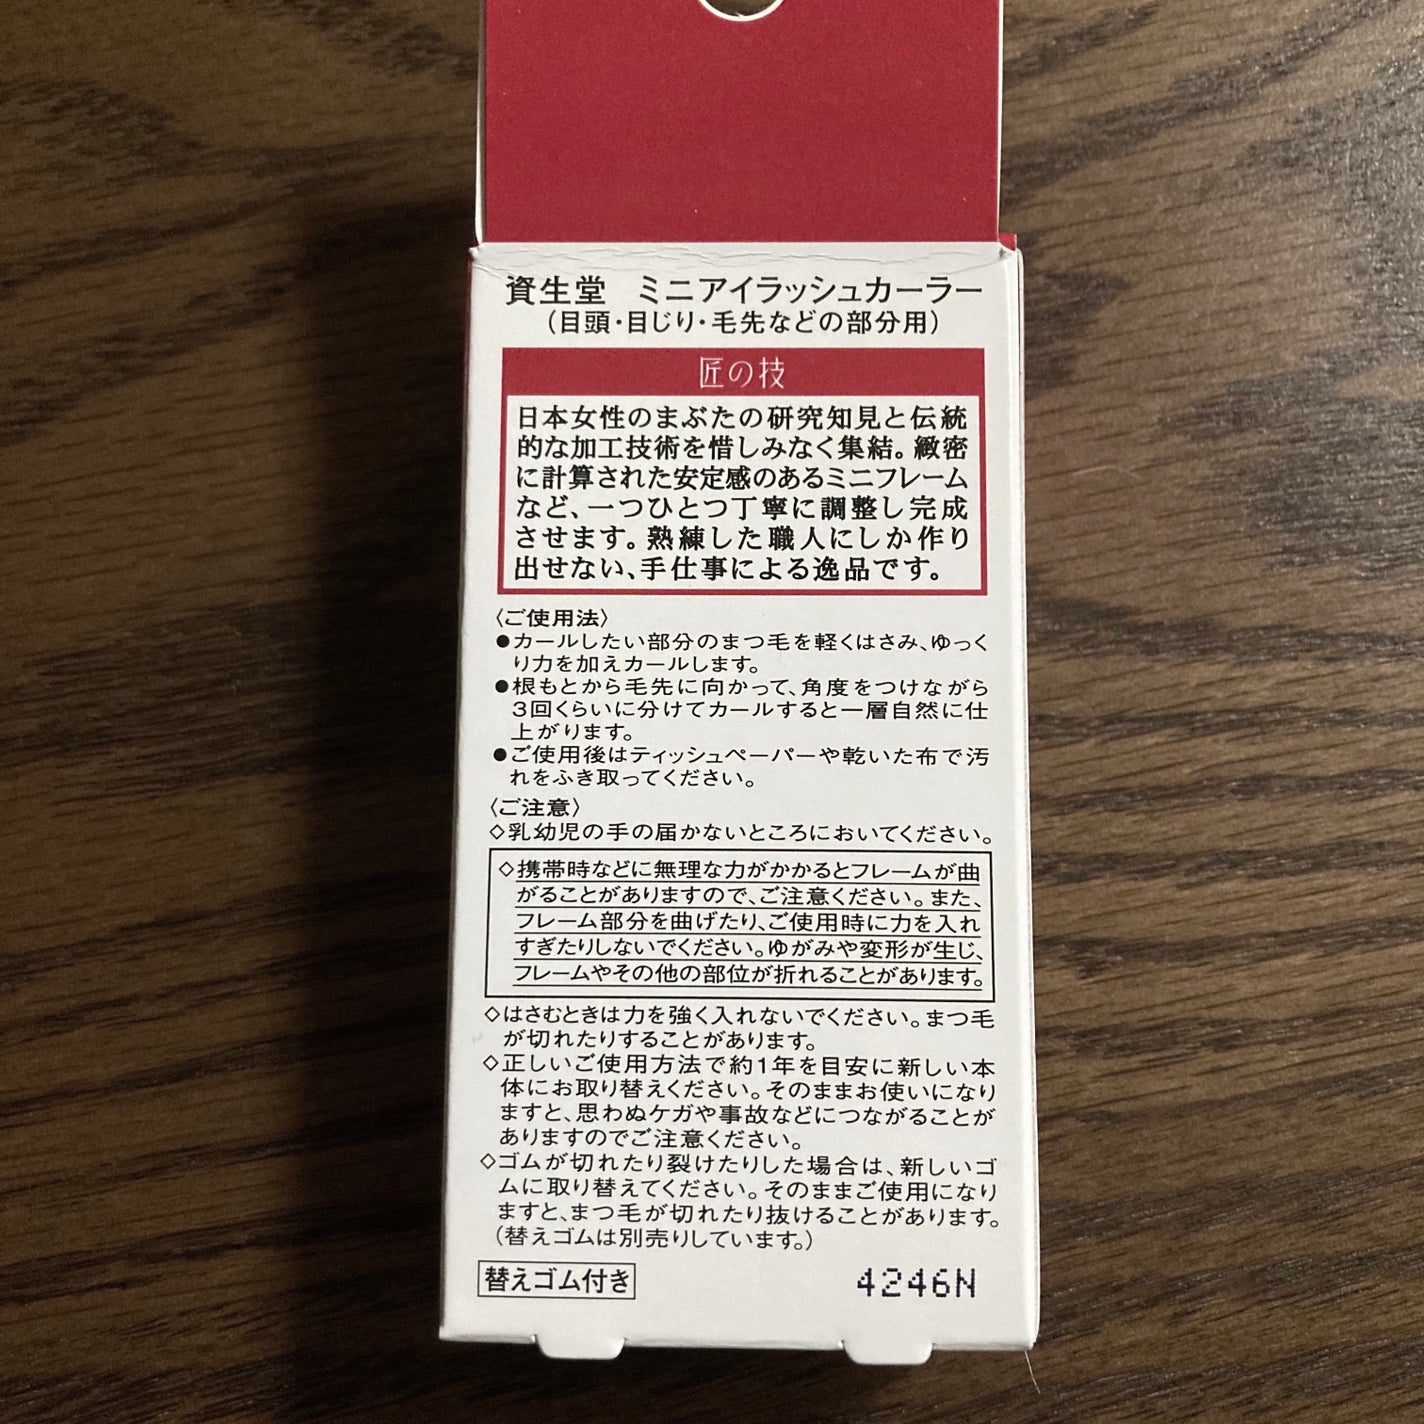 資生堂　ミニアイラッシュカーラー
（目頭・目じり・毛先などの部分用）
匠の技
日本女性のまぶたの研究知見と伝統
的な加工技術を惜しみなく集結。緻密
に計算された安定感のあるミニフレーム
など、一つひとつ丁寧に調整し完成
させます。熟練した職人にしか作り
出せない、手仕事による逸品です。
〈ご使用法〉
●カールしたい部分のまつ毛を軽くはさみ、ゆっく
り力を加えカールします。
●根もとから毛先に向かって、角度をつけながら
3回くらいに分けてカールすると一層自然に仕
上がります。
●ご使用後はティッシュペーパーや乾いた布で汚
れをふき取ってください。
〈ご注意〉
◇乳幼児の手の届かないところにおいてください。
◇携帯時などに無理な力がかかるとフレームが曲
がることがありますので、ご注意ください。また、
フレーム部分を曲げたり、ご使用時に力を入れ
すぎたりしないでください。ゆがみや変形が生じ、
フレームやその他の部位が折れることがあります。
◇はさむときは力を強く入れないでください。まつ毛
が切れたりすることがあります。
◇正しいご使用方法で約1年を目安に新しい本
体にお取り替えください。そのままお使いになり
ますと、思わぬケガや事故などにつながることが
ありますのでご注意ください。
◇ゴムが切れたり裂けたりした場合は、新しいゴ
ムに取り替えてください。そのままご使用になり
ますと、まつ毛が切れたり抜けることがあります。
（替えゴムは別売りしています。）
替えゴム付き
4246N